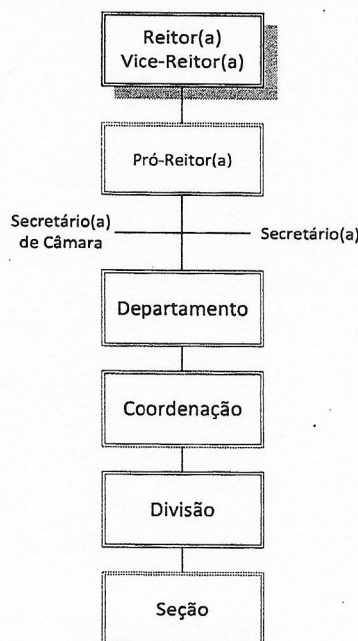 Reitor(a)
Vice-Reitor(a)
Pró-Reitor(a)
Secretário(a)
de Câmara
Secretário(a)
Departamento
Coordenação
Divisão
Seção